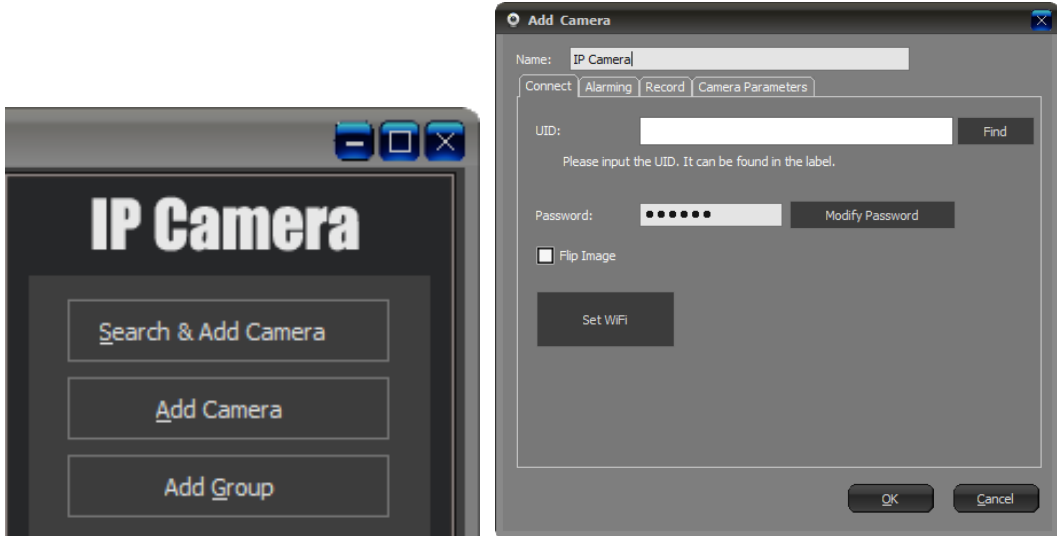 IP Camera
Search & Add Camera
Add Camera
Add Group
Add Camera
Name: IP Camera
Connect Alarming Record Camera Parameters
UID: Find
Please input the UID. It can be found in the label.
Password: ●●●●●● Modify Password
Flip Image
Set WiFi
OK Cancel